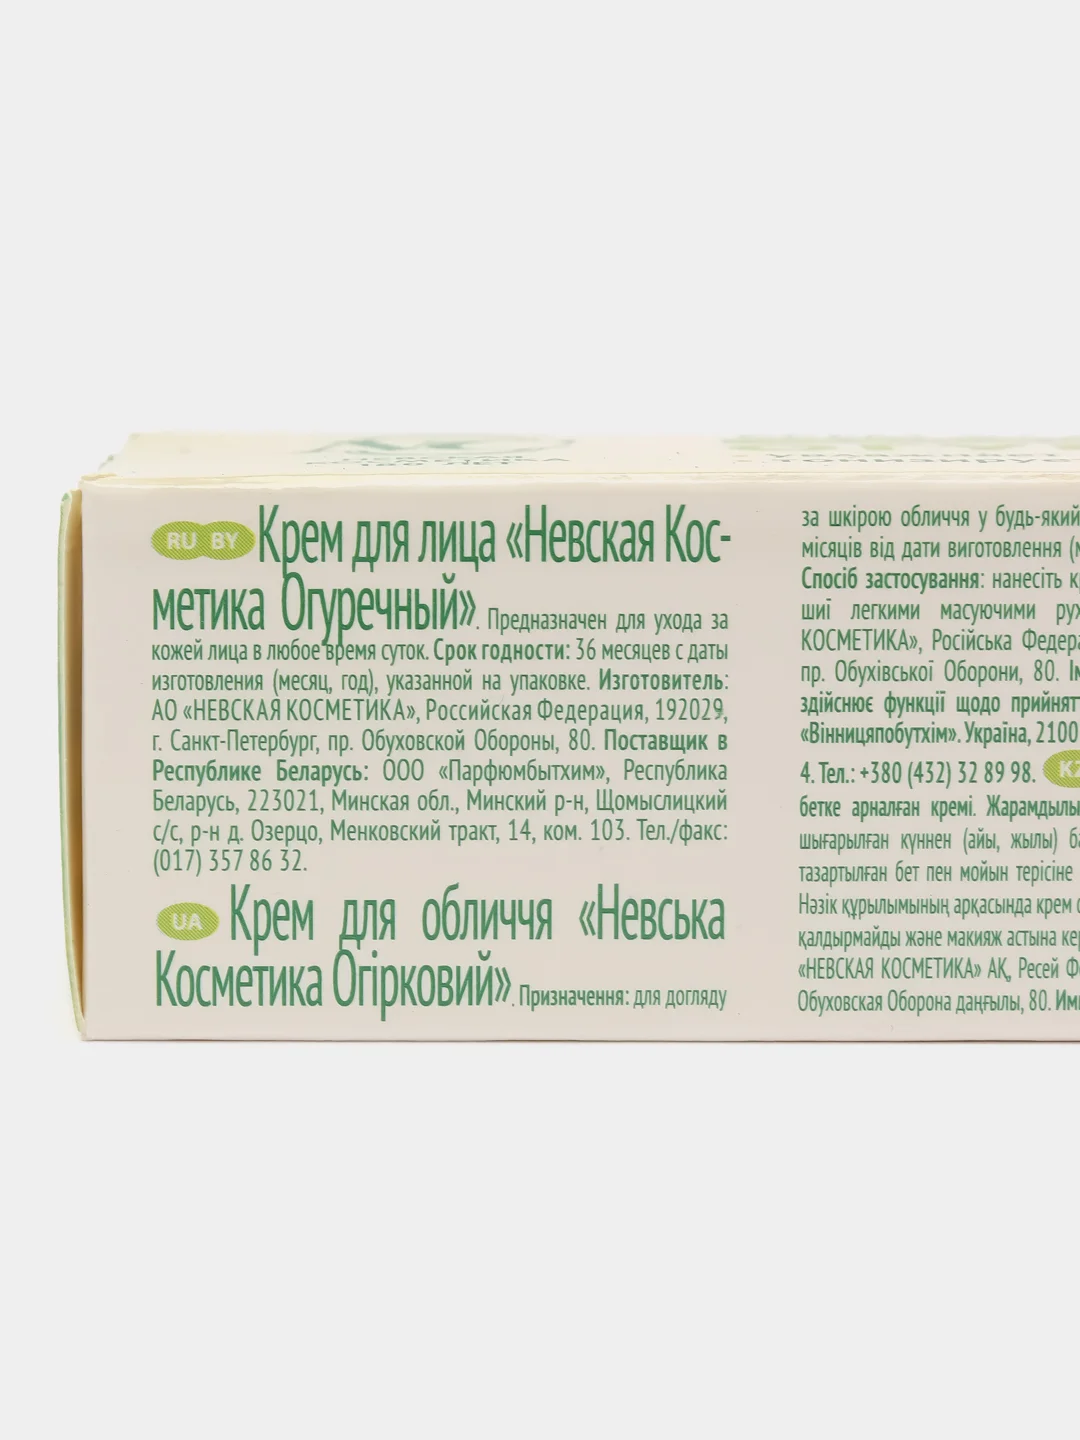 RU BY Крем для лица «Невская Кос-
метика Огуречный». Предназначен для ухода за
кожей лица в любое время суток. Срок годности: 36 месяцев с даты
изготовления (месяц, год), указанной на упаковке. Изготовитель:
АО «НЕВСКАЯ КОСМЕТИКА», Российская Федерация, 192029,
г. Санкт-Петербург, пр. Обуховской Обороны, 80. Поставщик в
Республике Беларусь: ООО «Парфюмбытхим», Республика
Беларусь, 223021, Минская обл., Минский р-н, Щомыслицкий
с/с, р-н д. Озерцо, Менковский тракт, 14, ком. 103. Тел./факс:
(017) 357 86 32.
UA Крем для обличчя «Невська
Косметика Огірковий». Призначення: для догляду
за шкірою обличчя у будь-який
місяців від дати виготовлення
Спосіб застосування: нанесіть
шиї легкими масуючими
КОСМЕТИКА», Російська
пр. Обухівської Оборони, 80.
здійснює функції щодо
«Вінницяпобутхім». Україна, 2100
4. Тел.: +380 (432) 32 89 98. KZ
бетке арналған кремі.
шығарылған күннен (айы, жылы)
тазартылған бет пен мойын терісіне
Нәзік құрылымының арқасында крем
қалдырмайды және макияж астына
«НЕВСКАЯ КОСМЕТИКА» АҚ, Ресей
Обуховская Оборона даңғылы, 80.